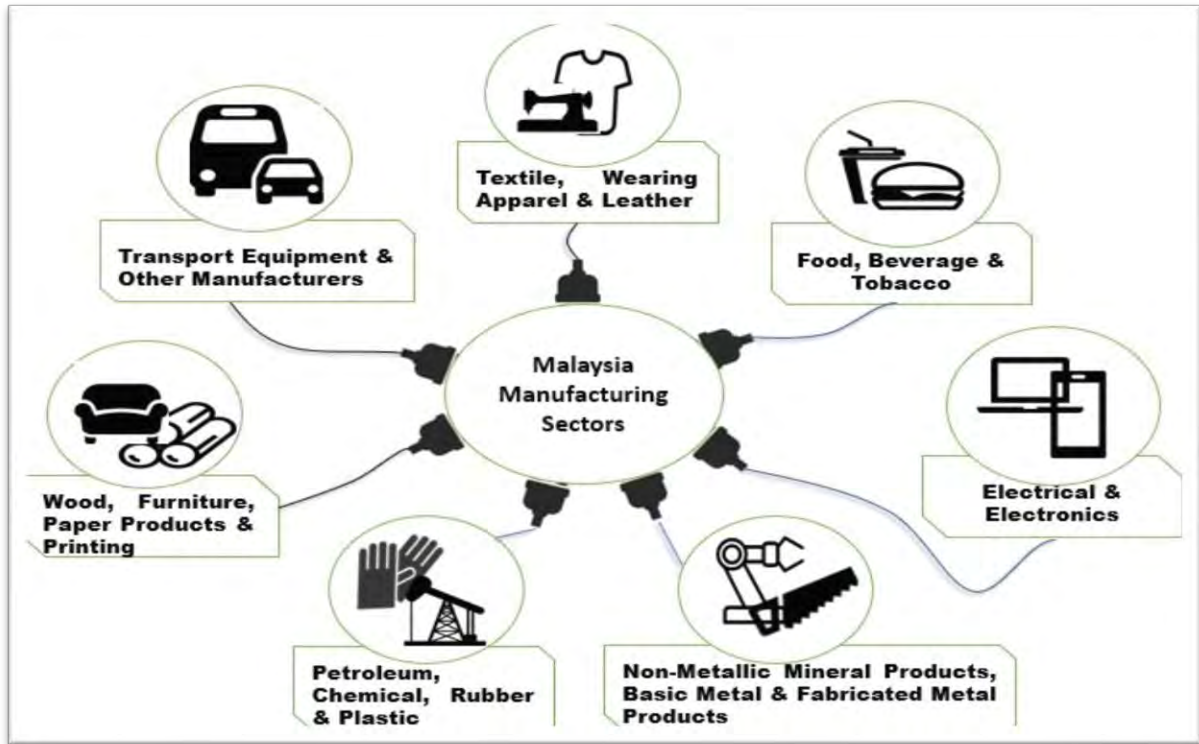 Textile, Wearing
Apparel & Leather
Transport Equipment &
Other Manufacturers
Food, Beverage &
Tobacco
Malaysia
Manufacturing
Sectors
Wood, Furniture,
Paper Products &
Printing
Electrical &
Electronics
Petroleum,
Chemical, Rubber
& Plastic
Non-Metallic Mineral Products,
Basic Metal & Fabricated Metal
Products